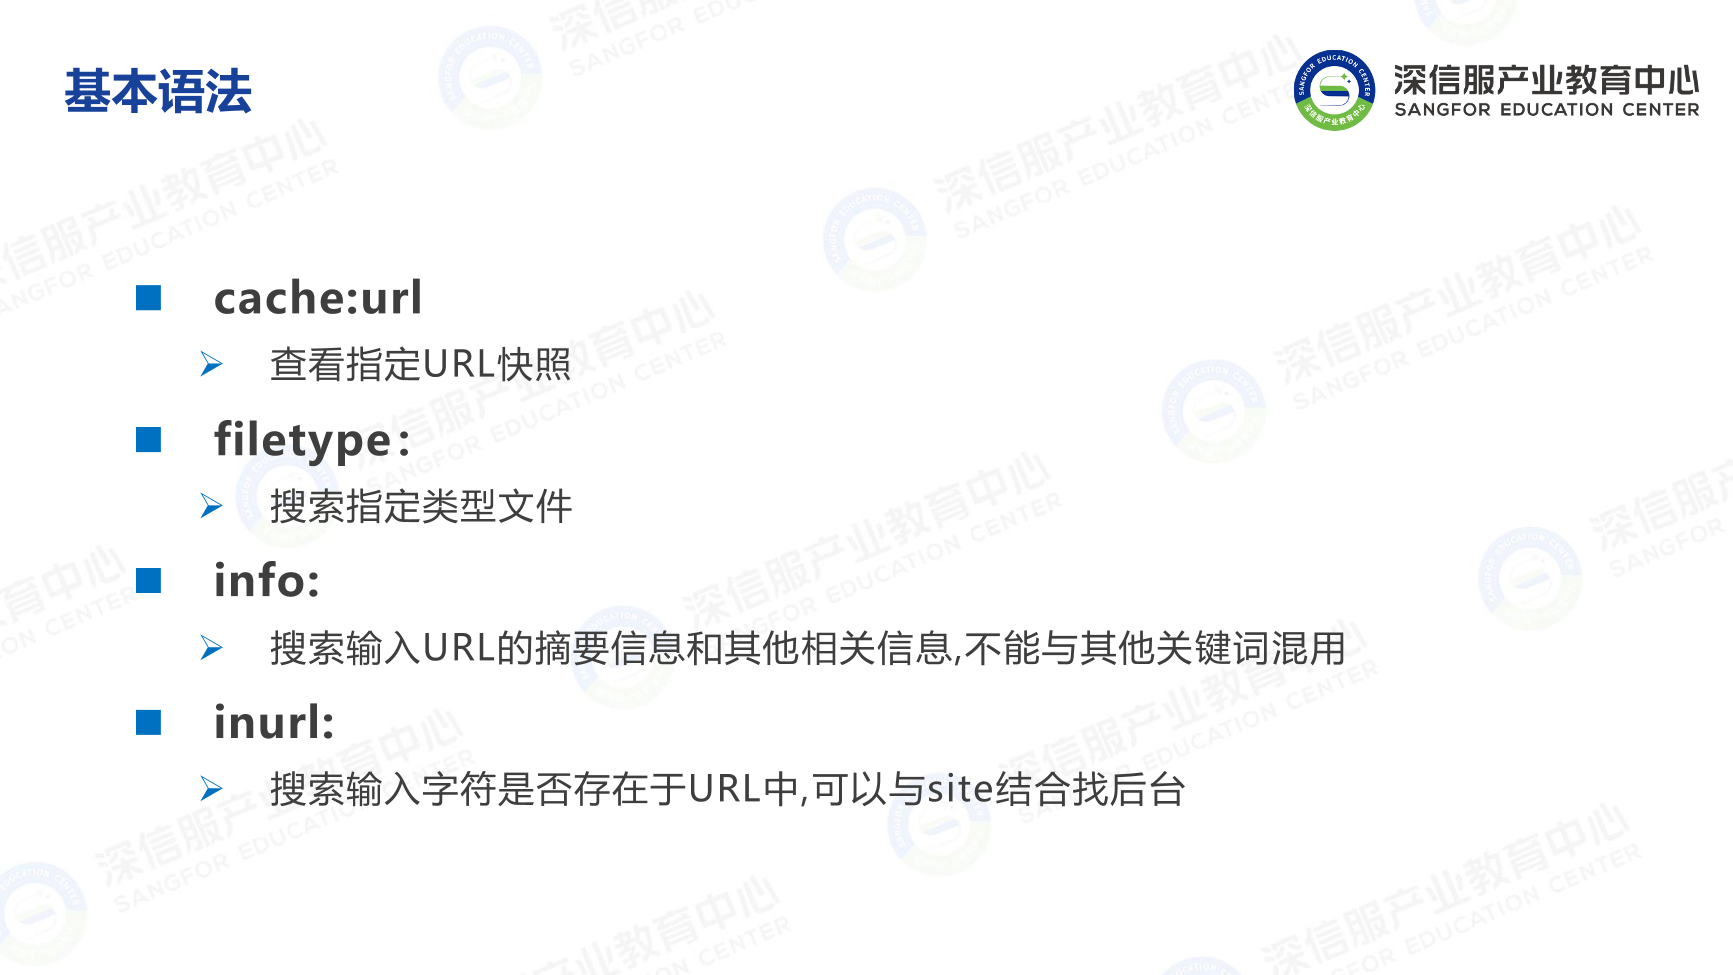 基本语法
深信服产业教育中心
SANGFOR EDUCATION CENTER
cache:url
查看指定URL快照
filetype:
搜索指定类型文件
info:
搜索输入URL的摘要信息和其他相关信息,不能与其他关键词混用
inurl:
搜索输入字符是否存在于URL中,可以与site结合找后台